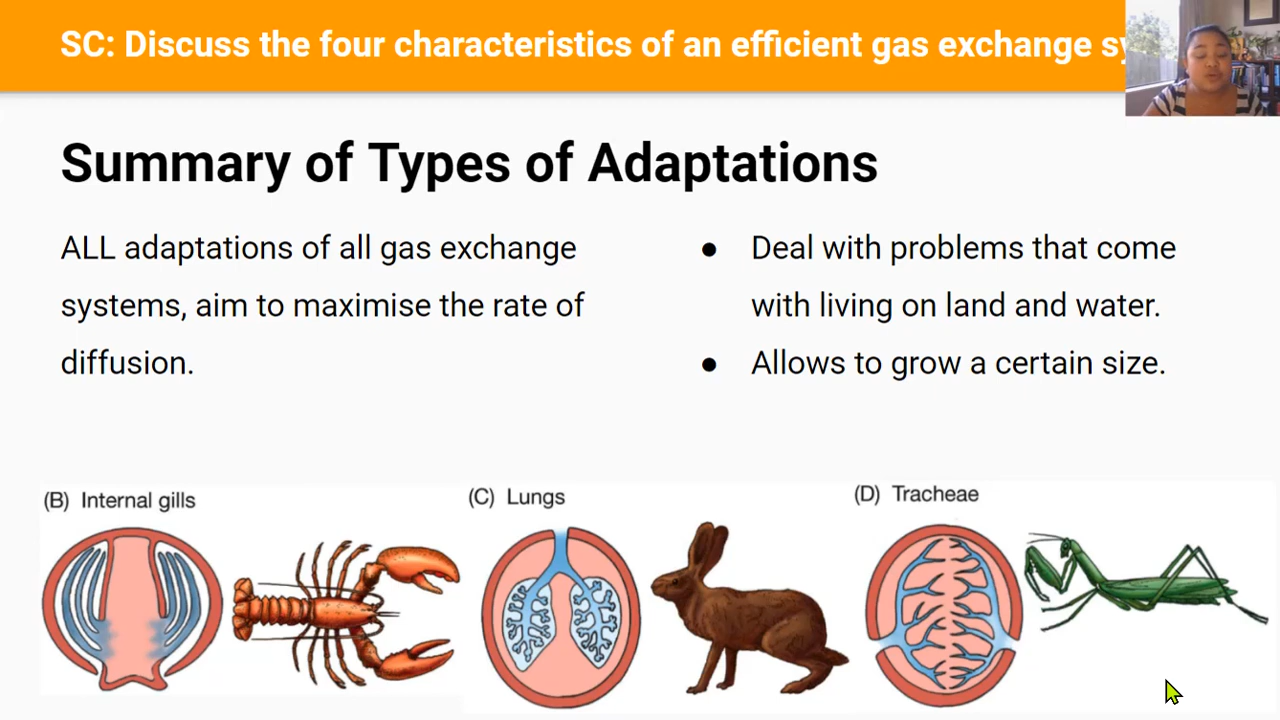 SC: Discuss the four characteristics of an efficient gas exchange
Summary of Types of Adaptations
ALL adaptations of all gas exchange
systems, aim to maximise the rate of
diffusion.
● Deal with problems that come
with living on land and water.
● Allows to grow a certain size.
(B) Internal gills
(C) Lungs
(D) Tracheae